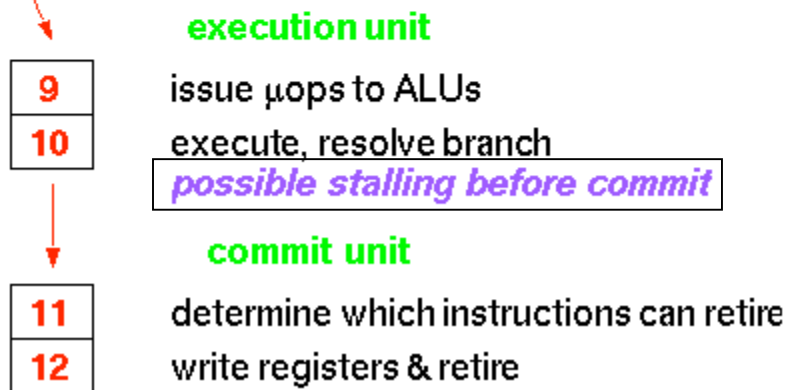 execution unit
9 issue μops to ALUs
10 execute, resolve branch
possible stalling before commit
commit unit
11 determine which instructions can retire
12 write registers & retire